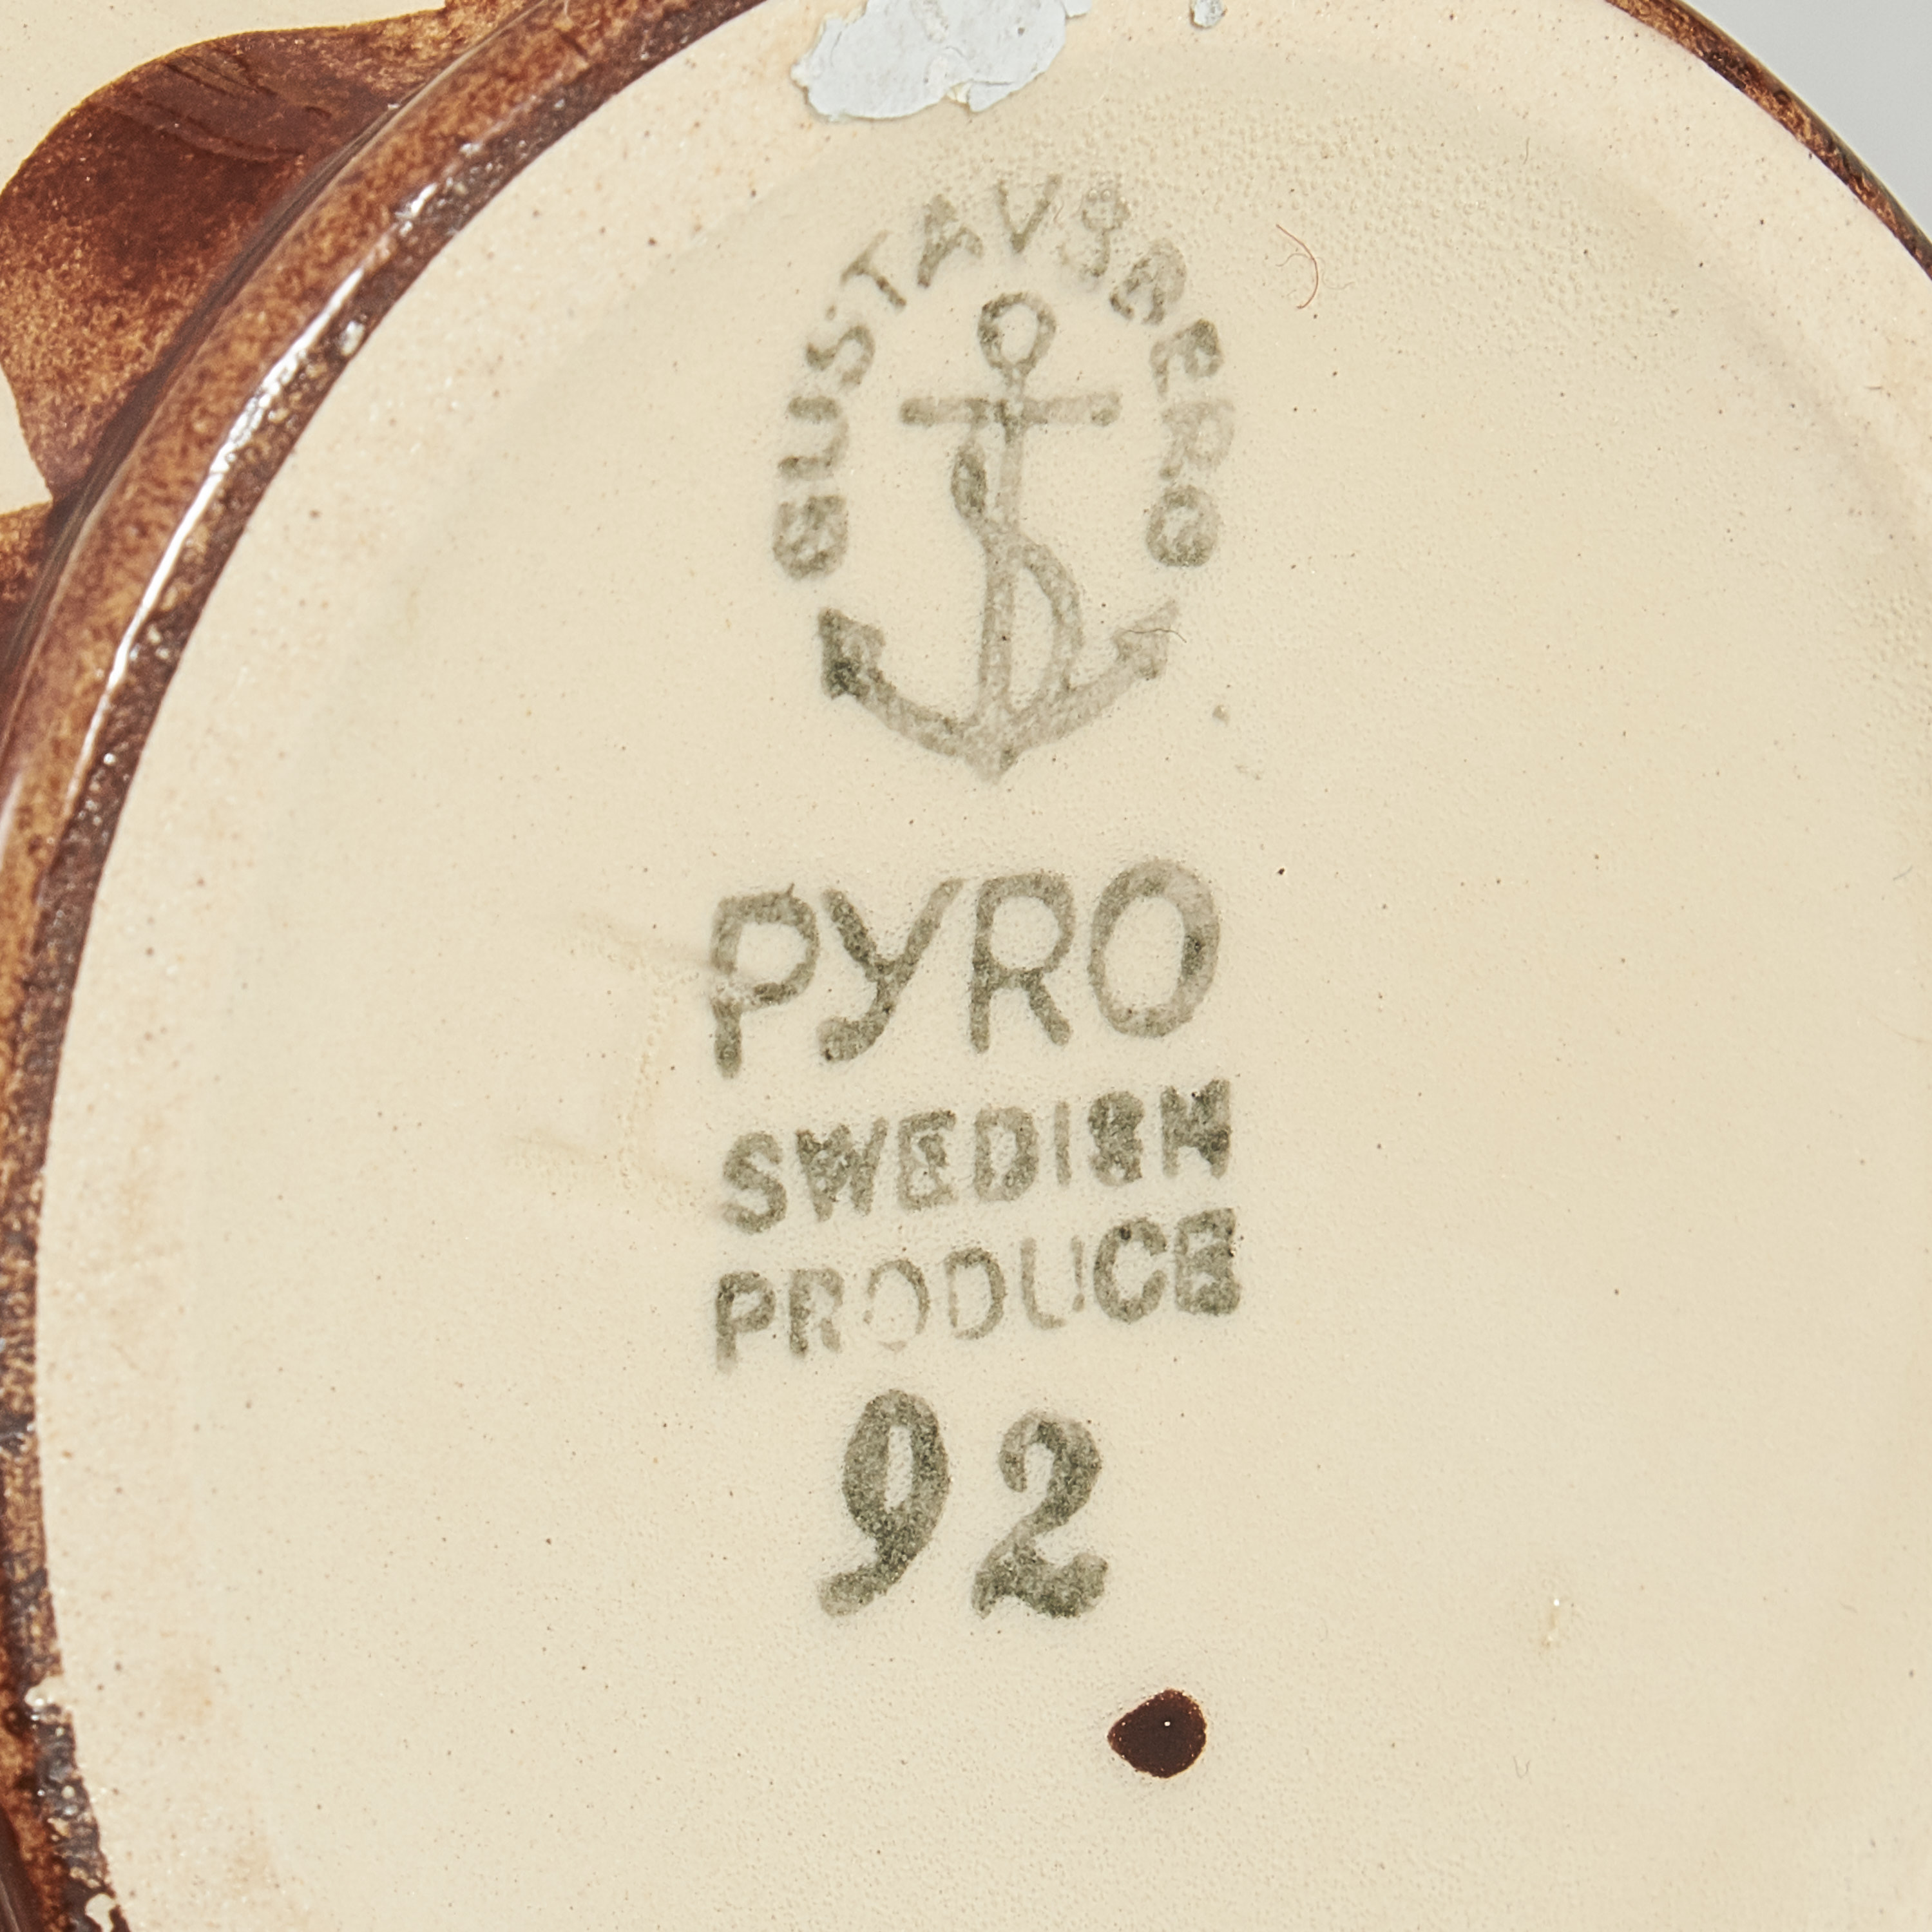 GUSTAVSBERG
PYRO
SWEDISH
PRODUCE
92